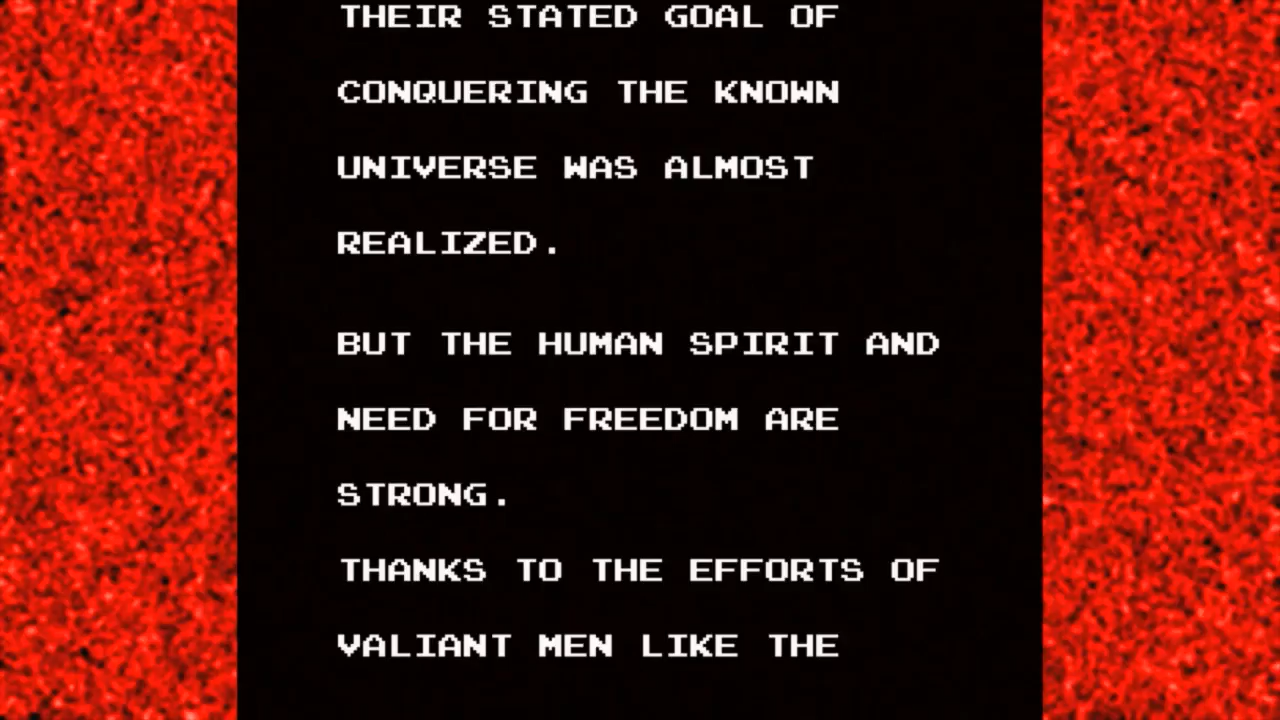 THEIR STATED GOAL OF
CONQUERING THE KNOWN
UNIVERSE WAS ALMOST
REALIZED.
BUT THE HUMAN SPIRIT AND
NEED FOR FREEDOM ARE
STRONG.
THANKS TO THE EFFORTS OF
VALIANT MEN LIKE THE